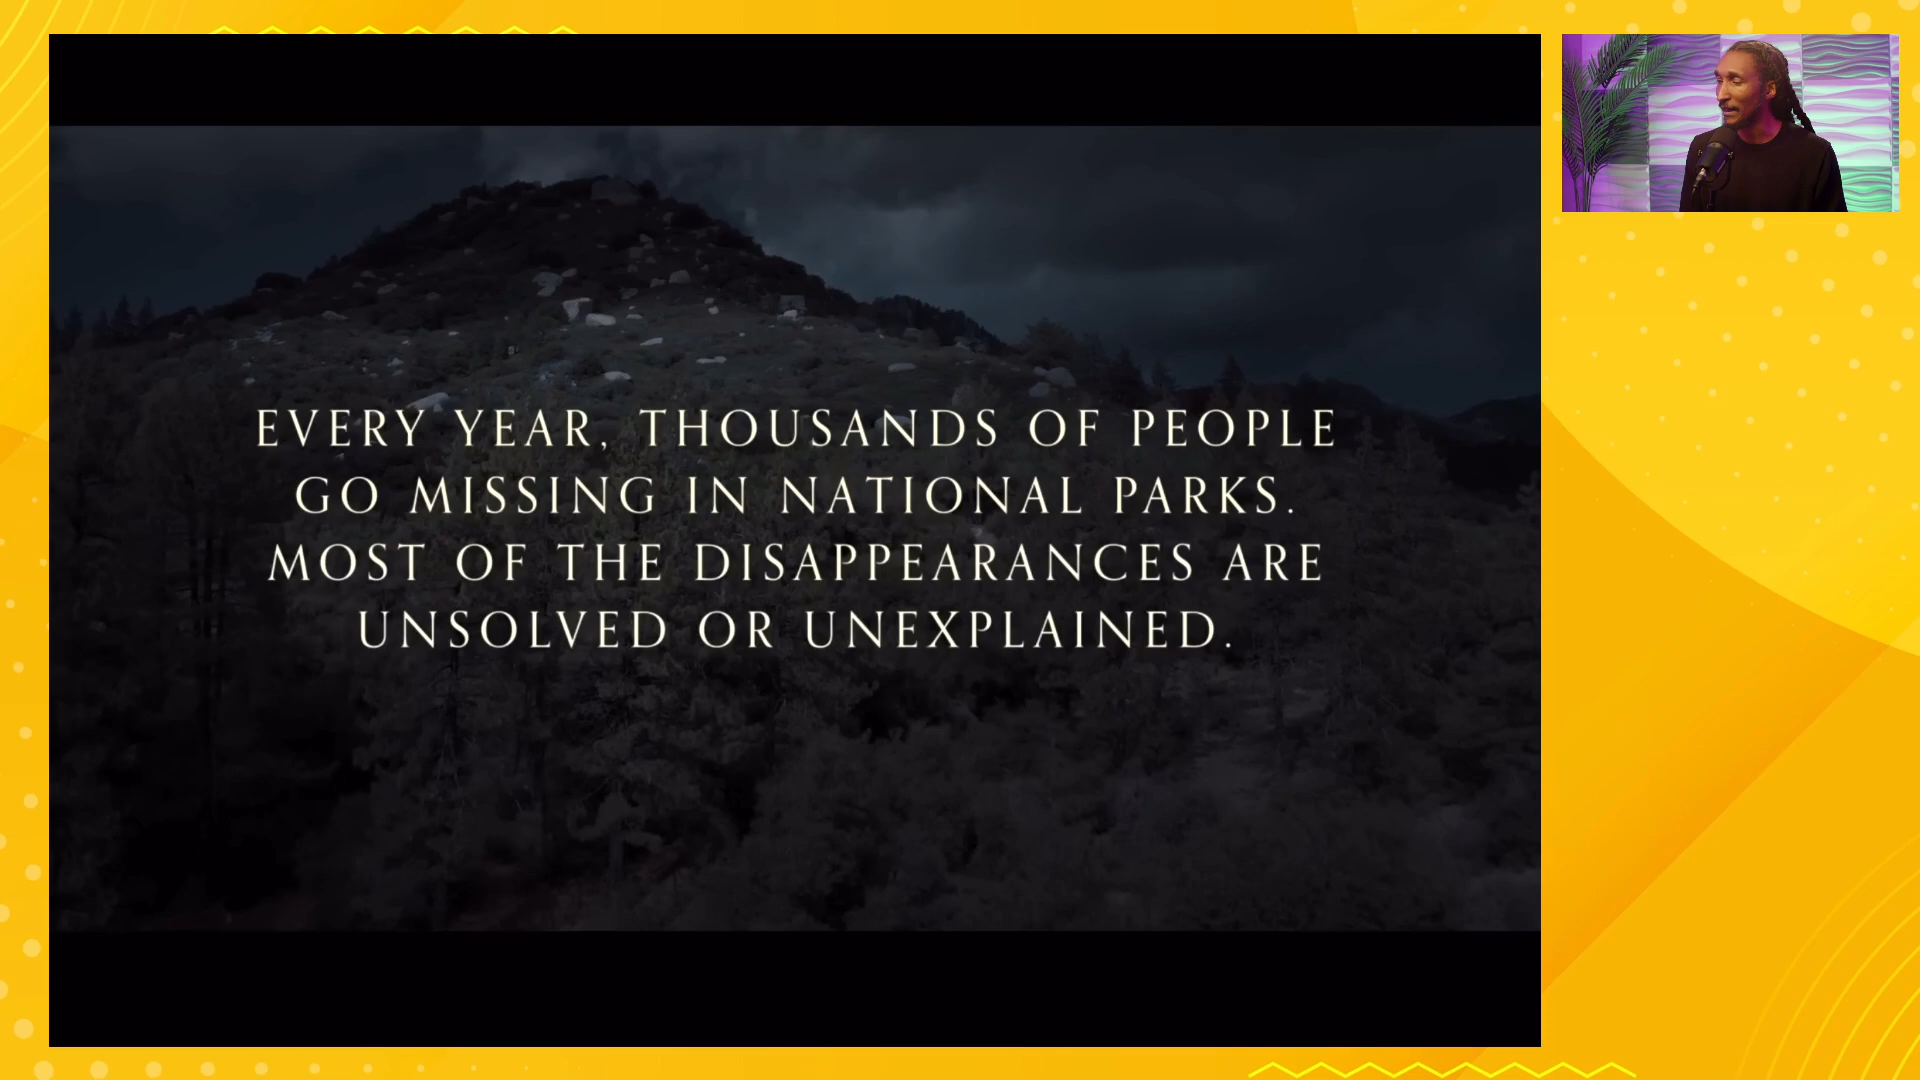 EVERY YEAR, THOUSANDS OF PEOPLE
GO MISSING IN NATIONAL PARKS.
MOST OF THE DISAPPEARANCES ARE
UNSOLVED OR UNEXPLAINED.